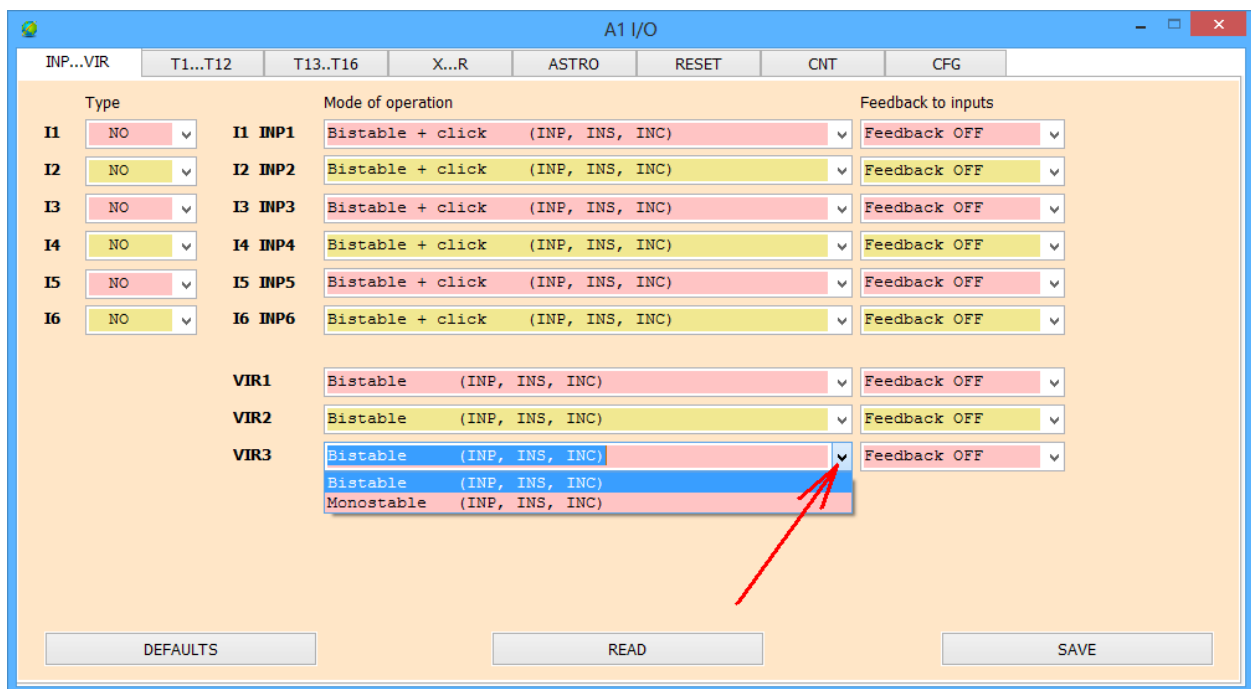 A1 I/O
INP...VIR T1...T12 T13..T16 X...R ASTRO RESET CNT CFG
Type Mode of operation Feedback to inputs
I1 NO I1 INP1 Bistable + click (INP, INS, INC) Feedback OFF
I2 NO I2 INP2 Bistable + click (INP, INS, INC) Feedback OFF
I3 NO I3 INP3 Bistable + click (INP, INS, INC) Feedback OFF
I4 NO I4 INP4 Bistable + click (INP, INS, INC) Feedback OFF
I5 NO I5 INP5 Bistable + click (INP, INS, INC) Feedback OFF
I6 NO I6 INP6 Bistable + click (INP, INS, INC) Feedback OFF
VIR1 Bistable (INP, INS, INC) Feedback OFF
VIR2 Bistable (INP, INS, INC) Feedback OFF
VIR3 Bistable (INP, INS, INC) Feedback OFF
Bistable (INP, INS, INC)
Monostable (INP, INS, INC)
DEFAULTS READ SAVE